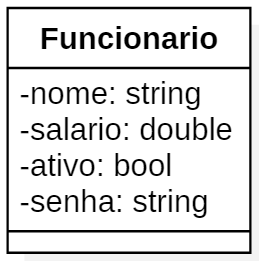 Funcionario
-nome: string
-salario: double
-ativo: bool
-senha: string